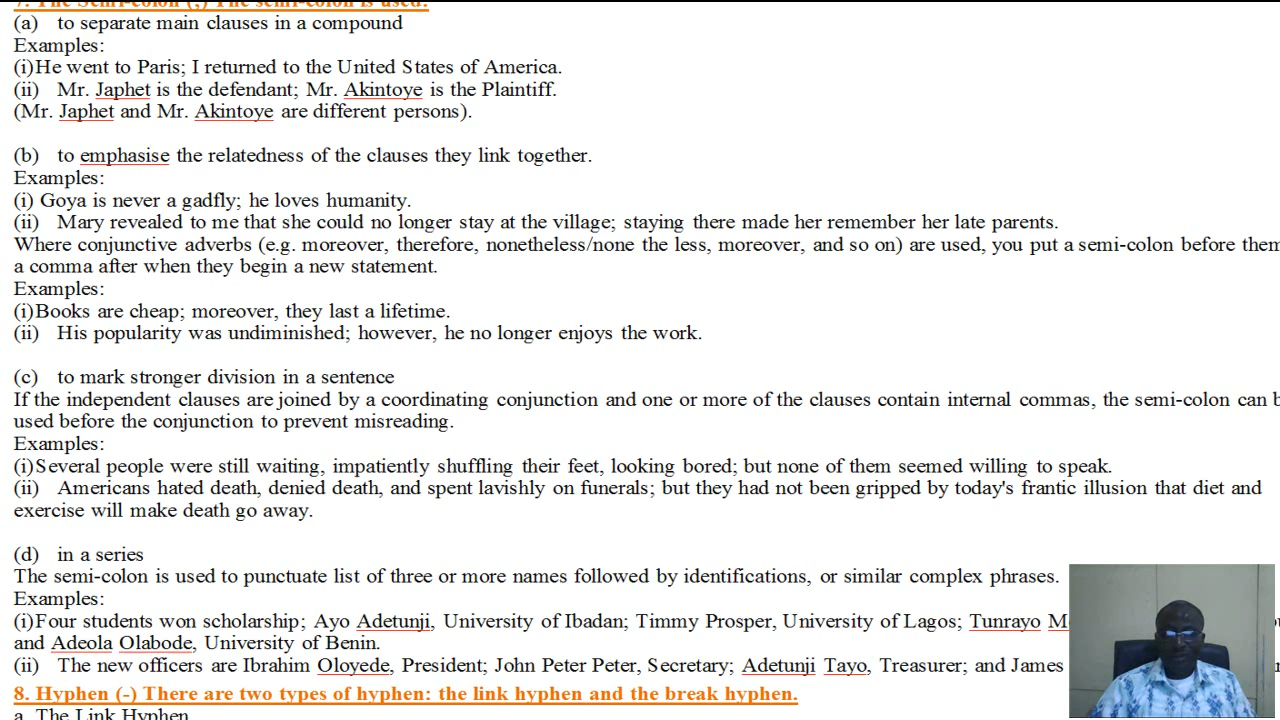 7. The Semi-colon (;) The semi-colon is used:
(a) to separate main clauses in a compound
Examples:
(i)He went to Paris; I returned to the United States of America.
(ii) Mr. Japhet is the defendant; Mr. Akintoye is the Plaintiff.
(Mr. Japhet and Mr. Akintoye are different persons).
(b) to emphasise the relatedness of the clauses they link together.
Examples:
(i) Goya is never a gadfly; he loves humanity.
(ii) Mary revealed to me that she could no longer stay at the village; staying there made her remember her late parents.
Where conjunctive adverbs (e.g. moreover, therefore, nonetheless/none the less, moreover, and so on) are used, you put a semi-colon before them
a comma after when they begin a new statement.
Examples:
(i)Books are cheap; moreover, they last a lifetime.
(ii) His popularity was undiminished; however, he no longer enjoys the work.
(c) to mark stronger division in a sentence
If the independent clauses are joined by a coordinating conjunction and one or more of the clauses contain internal commas, the semi-colon can
used before the conjunction to prevent misreading.
Examples:
(i)Several people were still waiting, impatiently shuffling their feet, looking bored; but none of them seemed willing to speak.
(ii) Americans hated death, denied death, and spent lavishly on funerals; but they had not been gripped by today's frantic illusion that diet and
exercise will make death go away.
(d) in a series
The semi-colon is used to punctuate list of three or more names followed by identifications, or similar complex phrases.
Examples:
(i)Four students won scholarship; Ayo Adetunji, University of Ibadan; Timmy Prosper, University of Lagos; Tunrayo
and Adeola Olabode, University of Benin.
(ii) The new officers are Ibrahim Oloyede, President; John Peter Peter, Secretary; Adetunji Tayo, Treasurer; and James
8. Hyphen (-) There are two types of hyphen: the link hyphen and the break hyphen.
a. The Link Hyphen